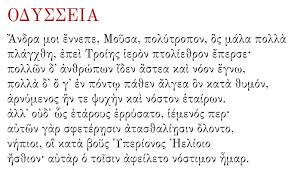 ΟΔΥΣΣΕΙΑ
Ἄνδρα μοι ἔννεπε, Μοῦσα, πολύτροπον, ὃς μάλα πολλὰ
πλάγχθη, ἐπεὶ Τροίης ἱερὸν πτολίεθρον ἔπερσε·
πολλῶν δ' ἀνθρώπων ἴδεν ἄστεα καὶ νόον ἔγνω,
πολλὰ δ' ὅ γ' ἐν πόντῳ πάθεν ἄλγεα ὃν κατὰ θυμόν,
ἀρνύμενος ἥν τε ψυχὴν καὶ νόστον ἑταίρων.
ἀλλ' οὐδ' ὧς ἑτάρους ἐρρύσατο, ἱέμενός περ·
αὐτῶν γὰρ σφετέρῃσιν ἀτασθαλίῃσιν ὄλοντο,
νήπιοι, οἳ κατὰ βοῦς Ὑπερίονος Ἠελίοιο
ἤσθιον· αὐτὰρ ὁ τοῖσιν ἀφείλετο νόστιμον ἦμαρ.